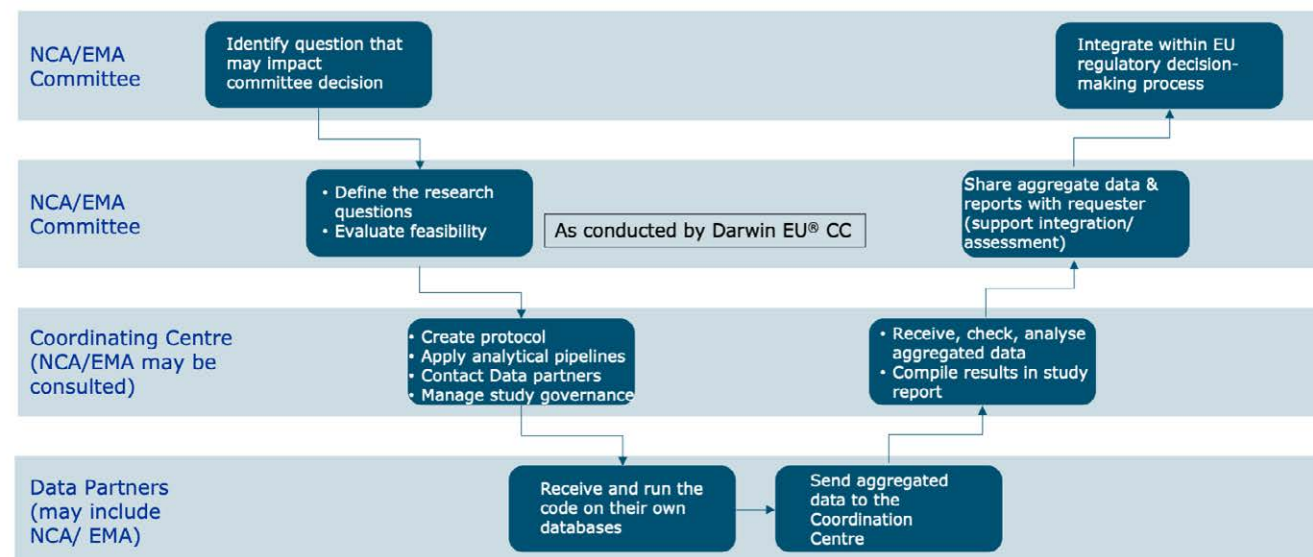 NCA/EMA
Committee
Identify question that
may impact
committee decision
Integrate within EU
regulatory decision-
making process
NCA/EMA
Committee
• Define the research
questions
• Evaluate feasibility
As conducted by Darwin EU® CC
Share aggregate data &
reports with requester
(support integration/
assessment)
Coordinating Centre
(NCA/EMA may be
consulted)
• Create protocol
• Apply analytical pipelines
• Contact Data partners
• Manage study governance
• Receive, check, analyse
aggregated data
• Compile results in study
report
Data Partners
(may include
NCA/ EMA)
Receive and run the
code on their own
databases
Send aggregated
data to the
Coordination
Centre